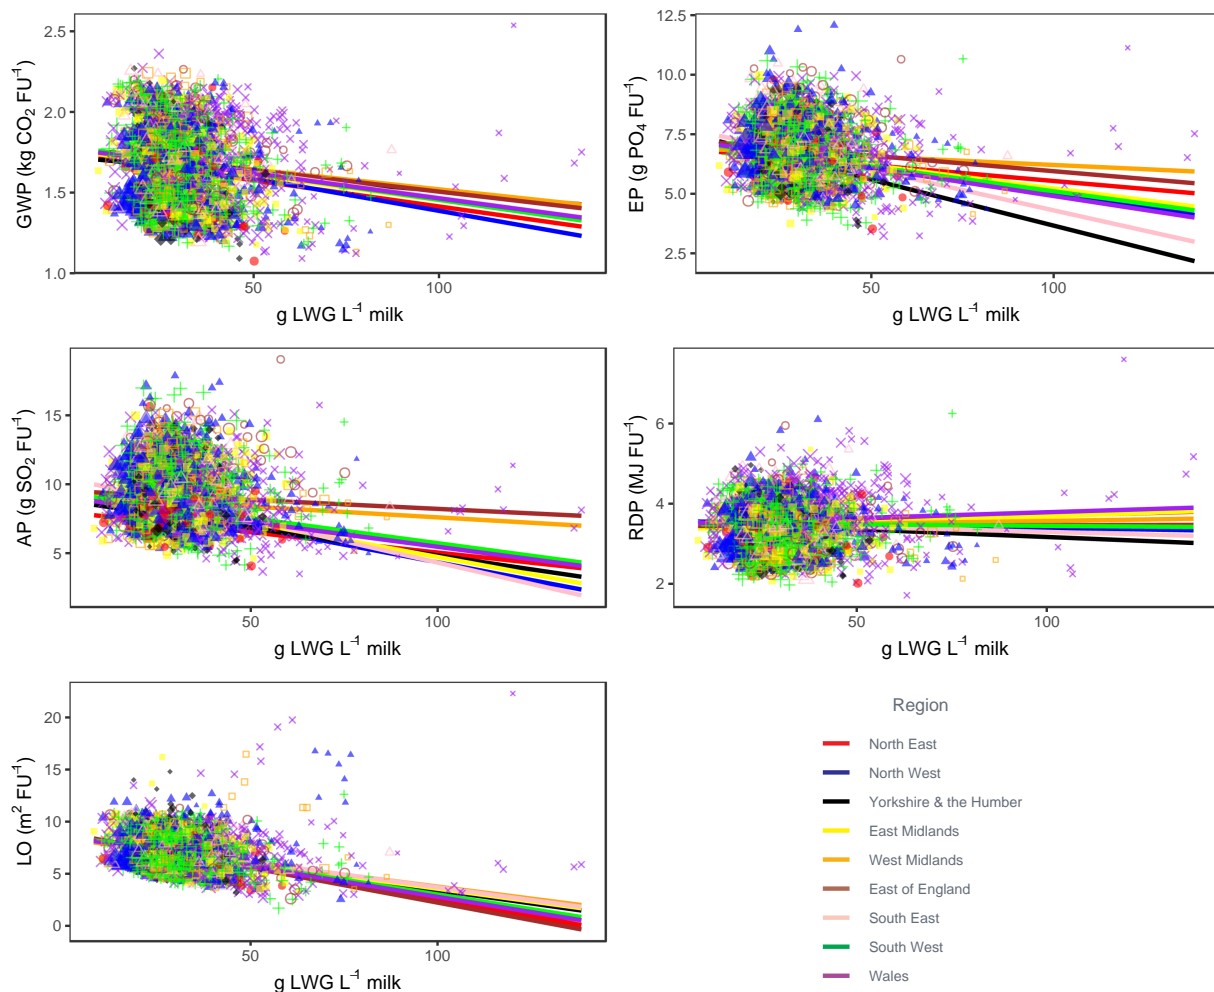 GWP (kg CO₂ FU⁻¹)
2.5
2.0
1.5
1.0
50
100
g LWG L⁻¹ milk
EP (g PO₄ FU⁻¹)
12.5
10.0
7.5
5.0
2.5
50
100
g LWG L⁻¹ milk
AP (g SO₂ FU⁻¹)
15
10
5
50
100
g LWG L⁻¹ milk
RDP (MJ FU⁻¹)
6
4
2
50
100
g LWG L⁻¹ milk
LO (m² FU⁻¹)
20
15
10
5
0
50
100
g LWG L⁻¹ milk
Region
North East
North West
Yorkshire & the Humber
East Midlands
West Midlands
East of England
South East
South West
Wales